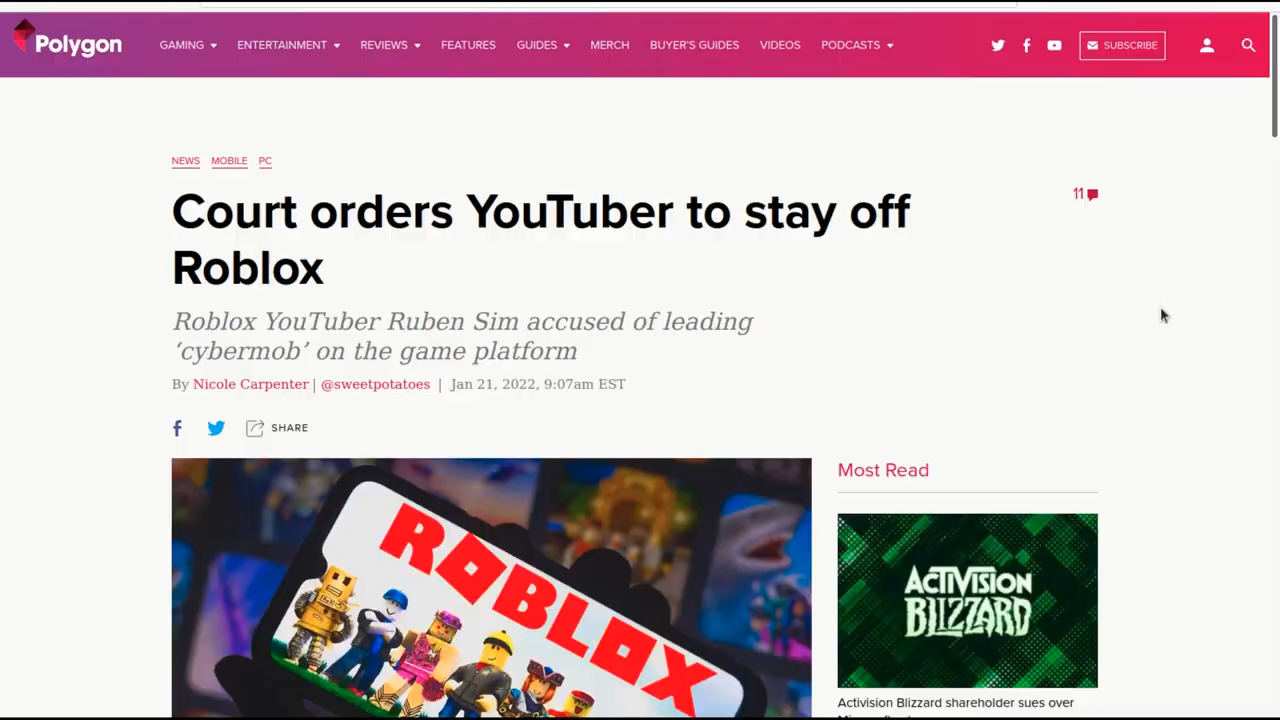 Polygon
GAMING ENTERTAINMENT REVIEWS FEATURES GUIDES MERCH BUYER'S GUIDES VIDEOS PODCASTS SUBSCRIBE
NEWS MOBILE PC
Court orders YouTuber to stay off
Roblox
11
Roblox YouTuber Ruben Sim accused of leading
‘cybermob’ on the game platform
By Nicole Carpenter | @sweetpotatoes | Jan 21, 2022, 9:07am EST
SHARE
ROBLOX
Most Read
ACTIVISION
BLIZZARD
Activision Blizzard shareholder sues over